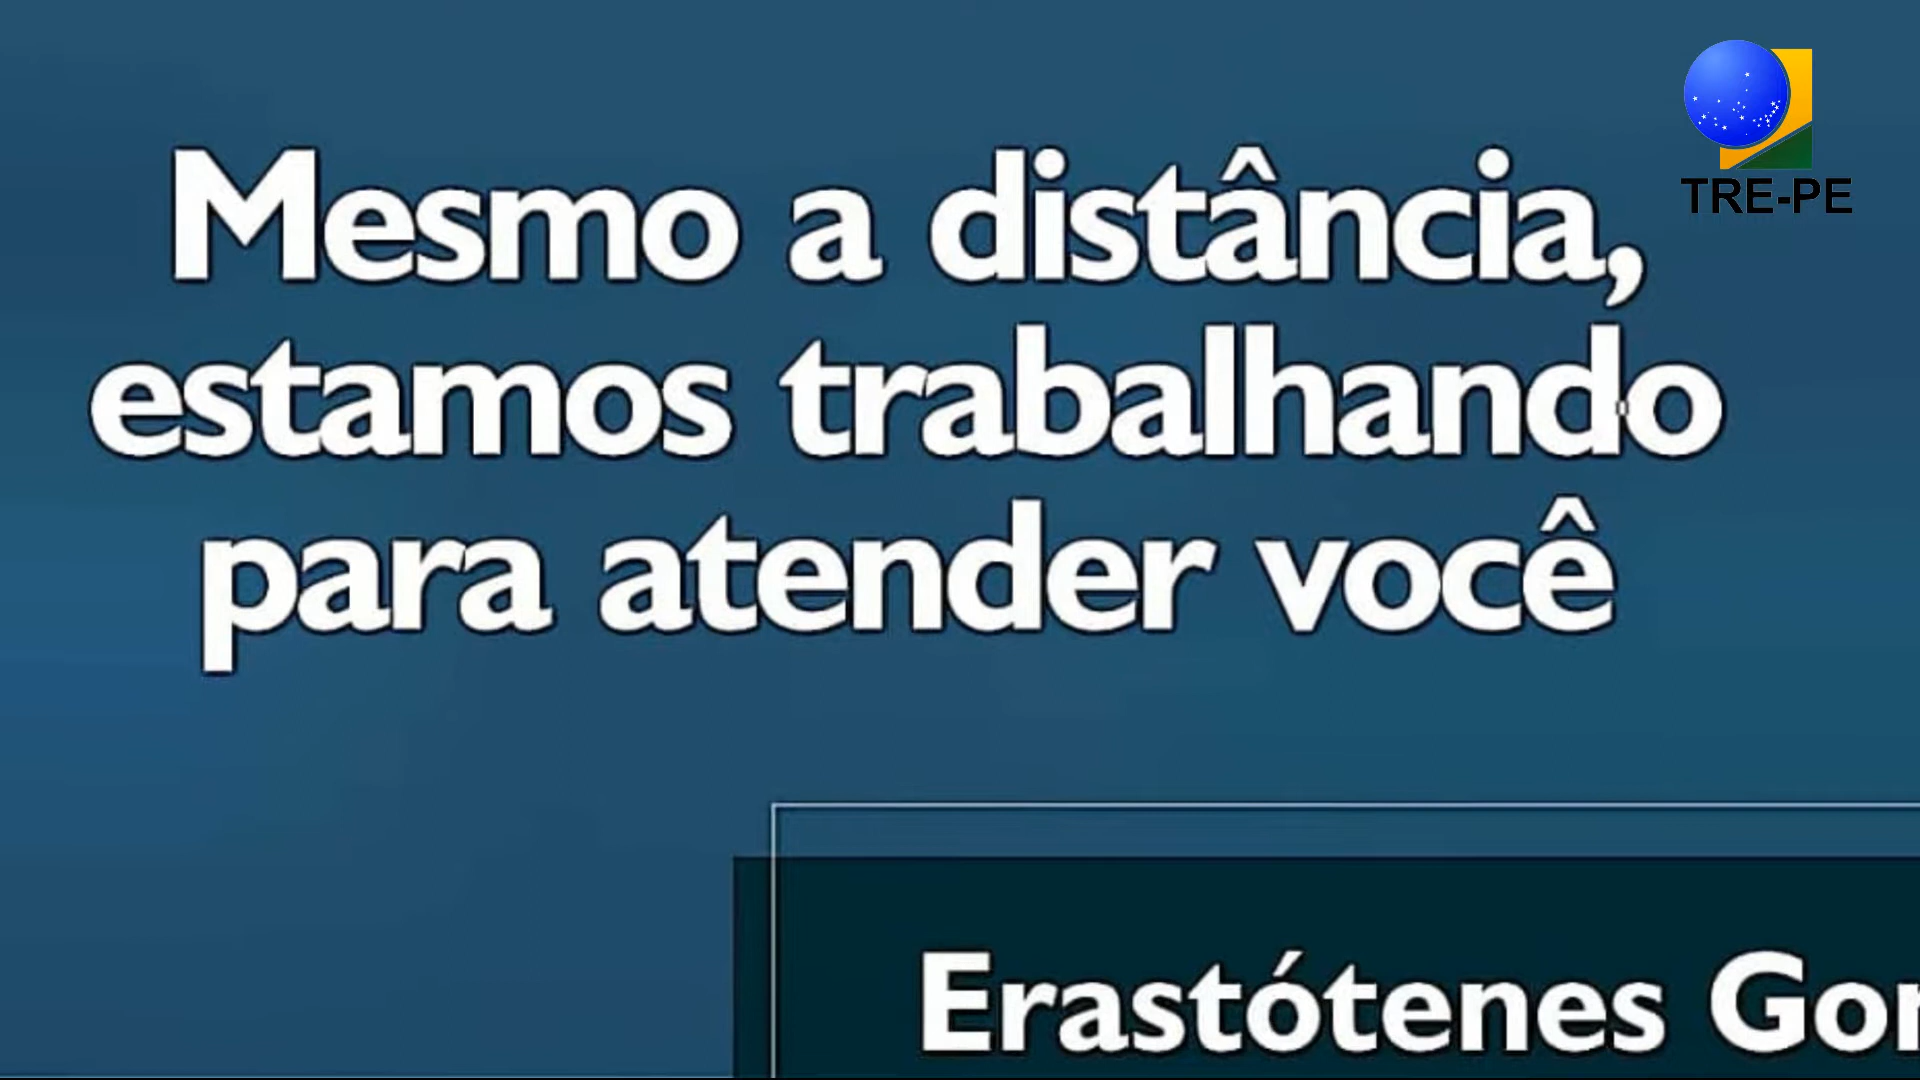 TRE-PE
Mesmo a distância,
estamos trabalhando
para atender você
Erastótenes